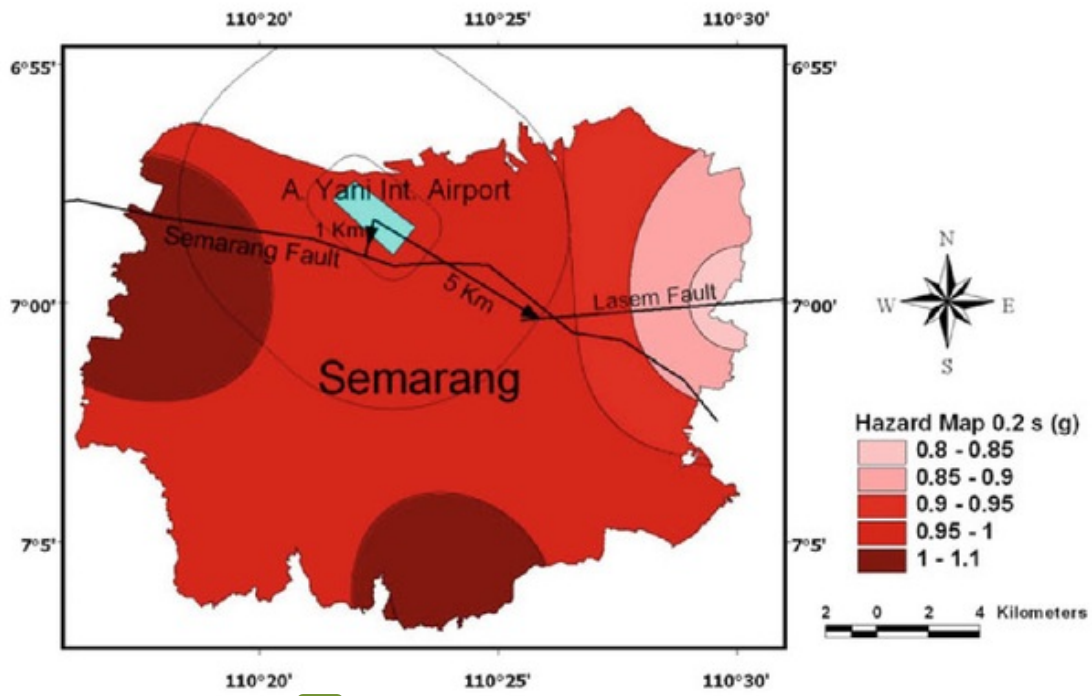 110°20' 110°25' 110°30'
6°55' 6°55'
A. Yani Int. Airport
1 Km
Semarang Fault
5 Km
Lasem Fault
7°00' 7°00'
Semarang
7°5' 7°5'
110°20' 110°25' 110°30'
N
W E
S
Hazard Map 0.2 s (g)
0.8 - 0.85
0.85 - 0.9
0.9 - 0.95
0.95 - 1
1 - 1.1
2 0 2 4 Kilometers